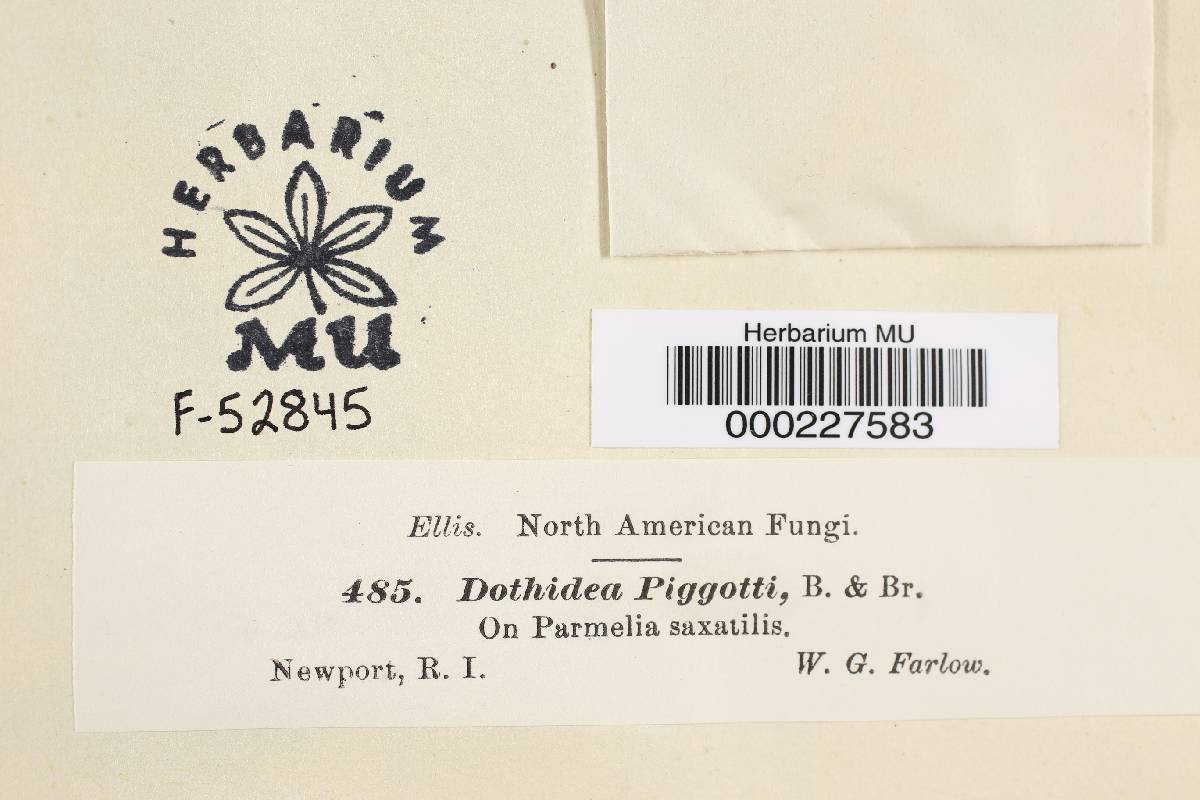 HERBARIUM
MU
F-52845
Herbarium MU
000227583
Ellis. North American Fungi.
485. Dothidea Piggotti, B. & Br.
On Parmelia saxatilis.
Newport, R. I. W. G. Farlow.